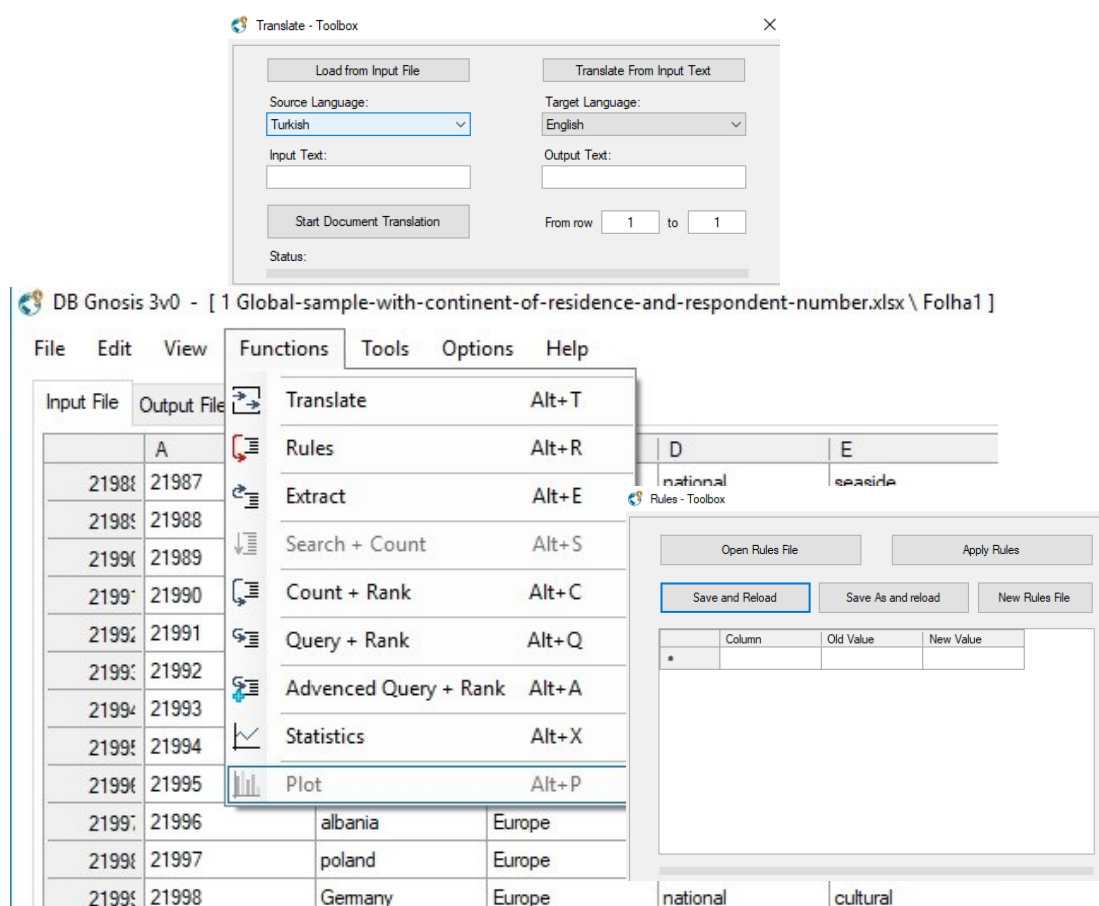 Translate - Toolbox
Load from Input File Translate From Input Text
Source Language: Target Language:
Turkish English
Input Text: Output Text:
Start Document Translation From row 1 to 1
Status:
DB Gnosis 3v0 - [ 1 Global-sample-with-continent-of-residence-and-respondent-number.xlsx \ Folha1 ]
File Edit View Functions Tools Options Help
Input File Output File
Translate Alt+T
Rules Alt+R
Extract Alt+E
Search + Count Alt+S
Count + Rank Alt+C
Query + Rank Alt+Q
Advenced Query + Rank Alt+A
Statistics Alt+X
Plot Alt+P
A D E
21987 national seaside
21988
21989
21990
21991
21992
21993
21994
21995
21996 albania Europe
21997 poland Europe
21998 Germany Europe national cultural
Rules - Toolbox
Open Rules File Apply Rules
Save and Reload Save As and reload New Rules File
Column Old Value New Value